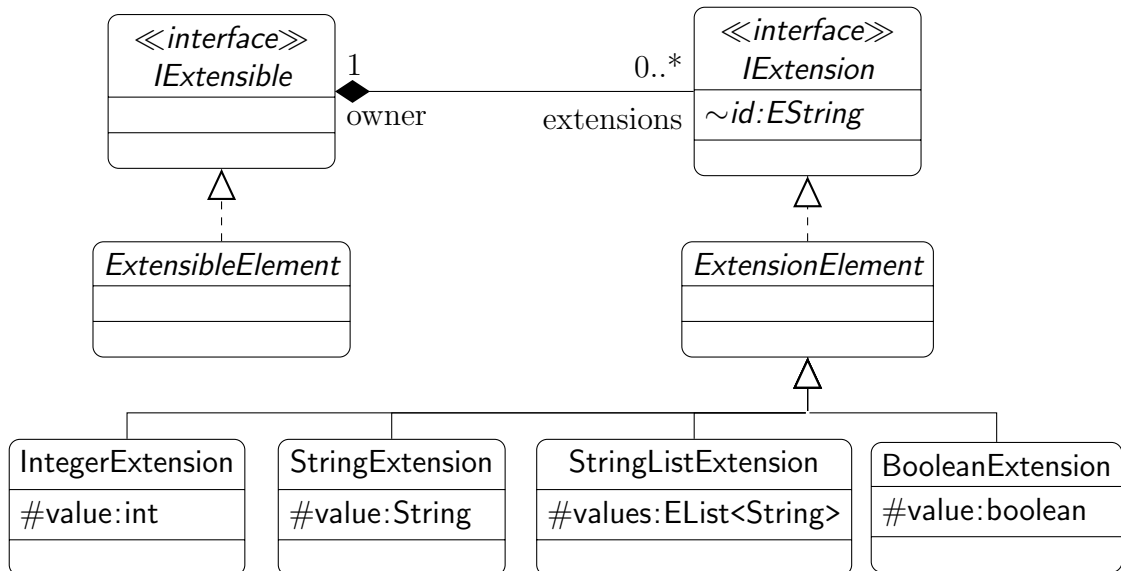 ≪interface≫
IExtensible
1
owner
0..*
extensions
≪interface≫
IExtension
~id:EString
ExtensibleElement
ExtensionElement
IntegerExtension
#value:int
StringExtension
#value:String
StringListExtension
#values:EList<String>
BooleanExtension
#value:boolean